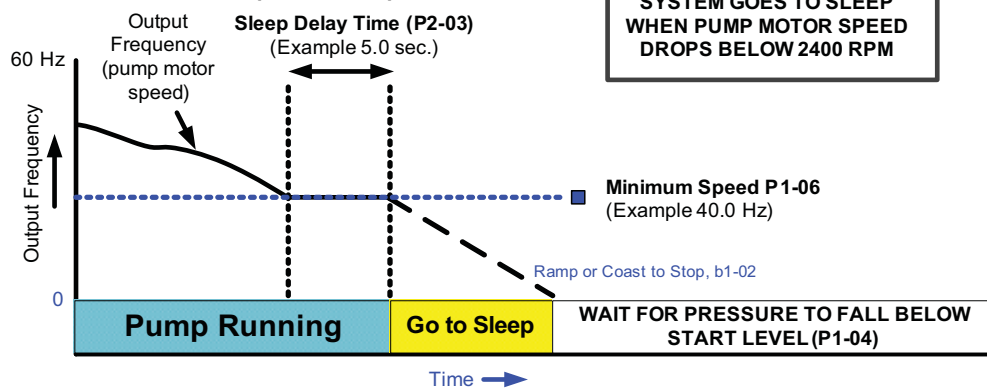 SYSTEM GOES TO SLEEP
WHEN PUMP MOTOR SPEED
DROPS BELOW 2400 RPM
Output
Frequency
(pump motor
speed)
Sleep Delay Time (P2-03)
(Example 5.0 sec.)
60 Hz
Output Frequency
Minimum Speed P1-06
(Example 40.0 Hz)
Ramp or Coast to Stop, b1-02
0
Pump Running
Go to Sleep
WAIT FOR PRESSURE TO FALL BELOW
START LEVEL (P1-04)
Time